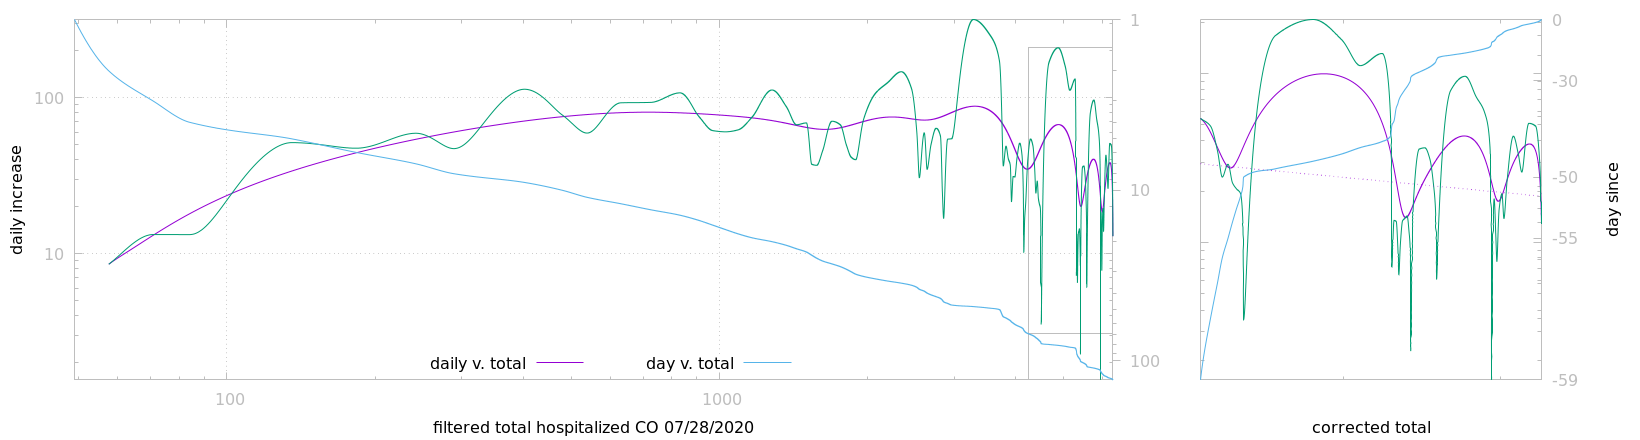 100
10
daily increase
daily v. total
day v. total
100
1000
filtered total hospitalized CO 07/28/2020
1
10
100
0
-30
-50
-55
-59
day since
corrected total